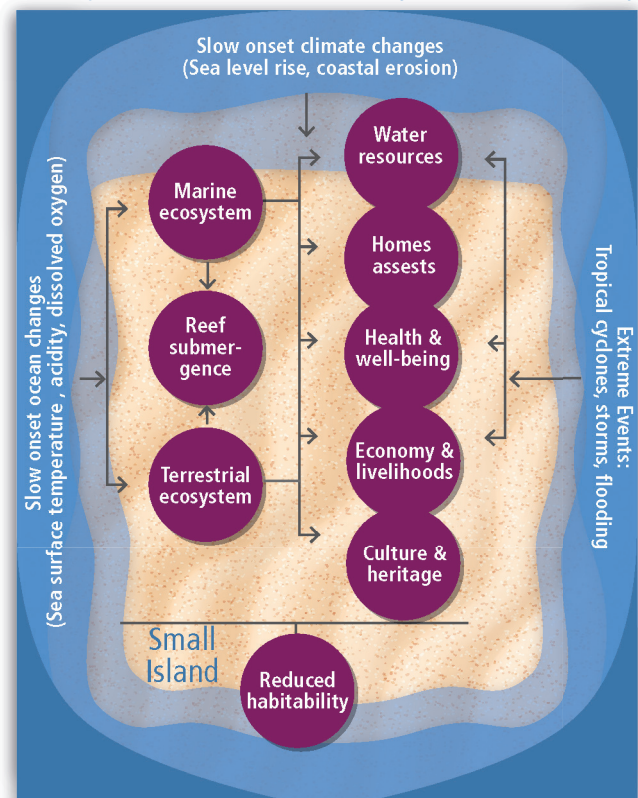 Slow onset climate changes
(Sea level rise, coastal erosion)
Slow onset ocean changes
(Sea surface temperature , acidity, dissolved oxygen)
Marine
ecosystem
Reef
submer-
gence
Terrestrial
ecosystem
Water
resources
Homes
assests
Health &
well-being
Economy &
livelihoods
Culture &
heritage
Extreme Events:
Tropical cyclones, storms, flooding
Small
Island
Reduced
habitability